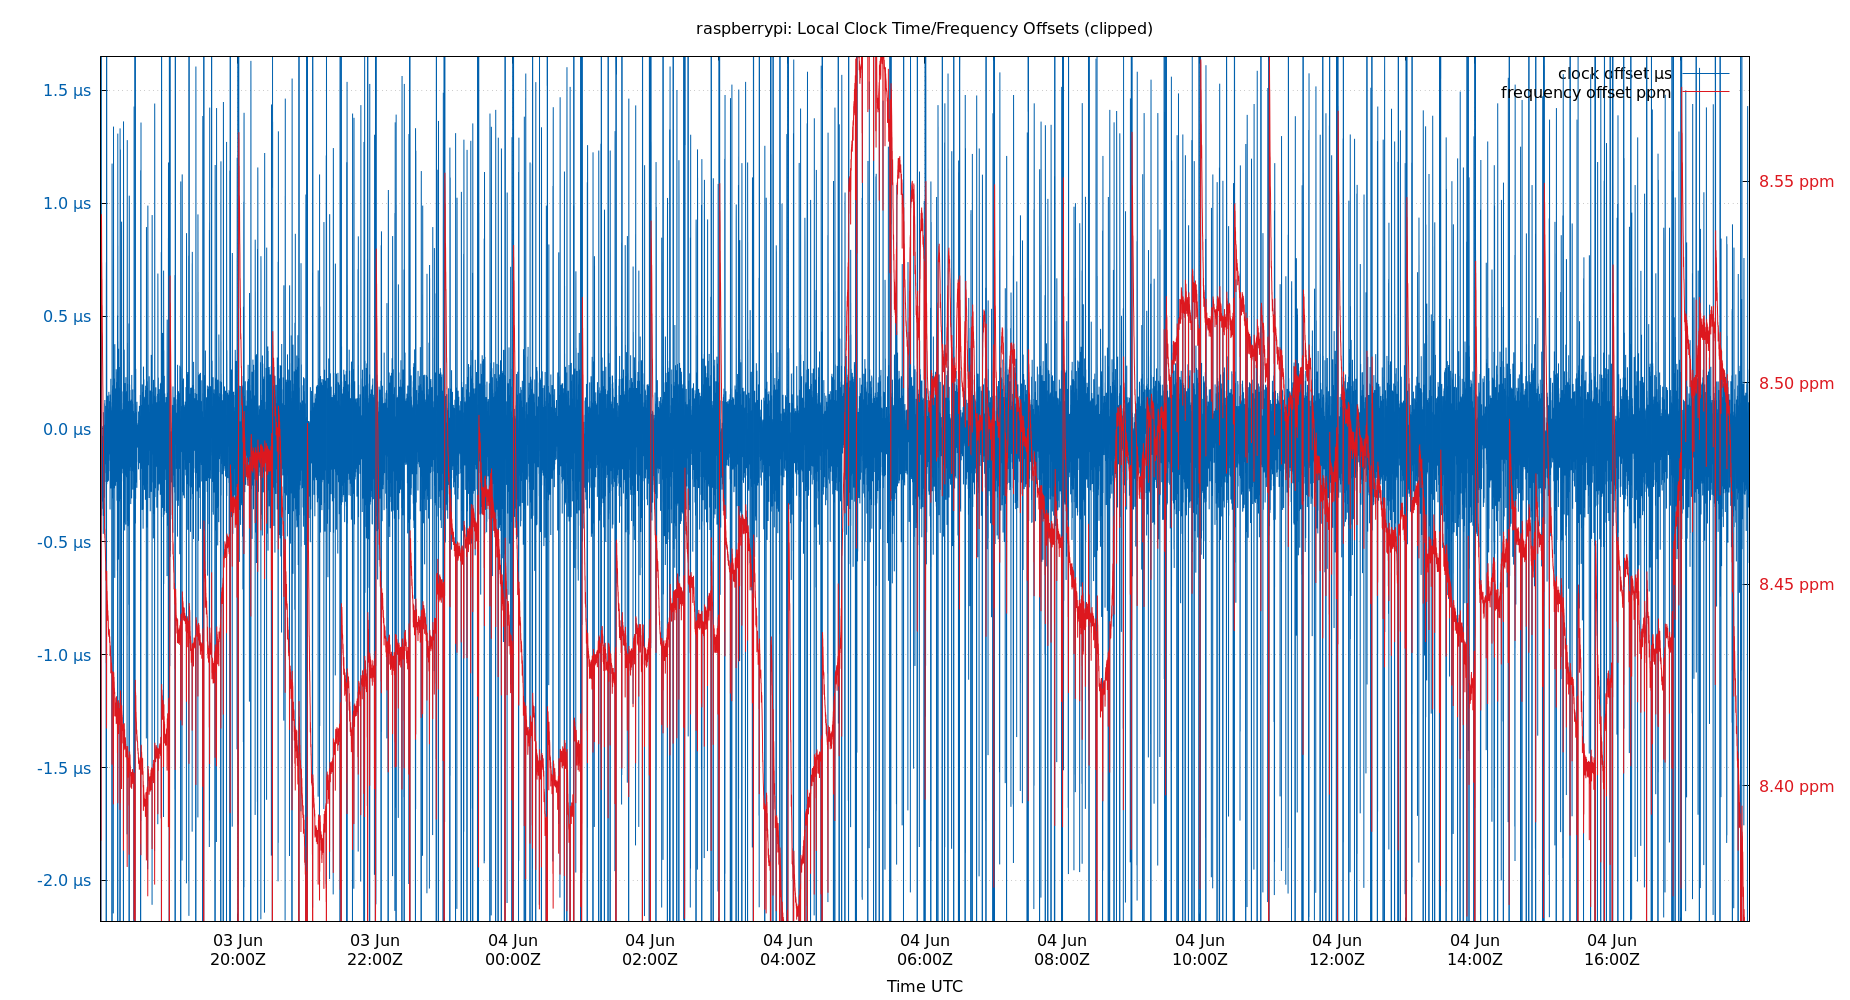 raspberrypi: Local Clock Time/Frequency Offsets (clipped)
clock offset µs
frequency offset ppm
1.5 µs
1.0 µs
0.5 µs
0.0 µs
-0.5 µs
-1.0 µs
-1.5 µs
-2.0 µs
8.55 ppm
8.50 ppm
8.45 ppm
8.40 ppm
03 Jun 03 Jun 04 Jun 04 Jun 04 Jun 04 Jun 04 Jun 04 Jun 04 Jun 04 Jun 04 Jun
20:00Z 22:00Z 00:00Z 02:00Z 04:00Z 06:00Z 08:00Z 10:00Z 12:00Z 14:00Z 16:00Z
Time UTC